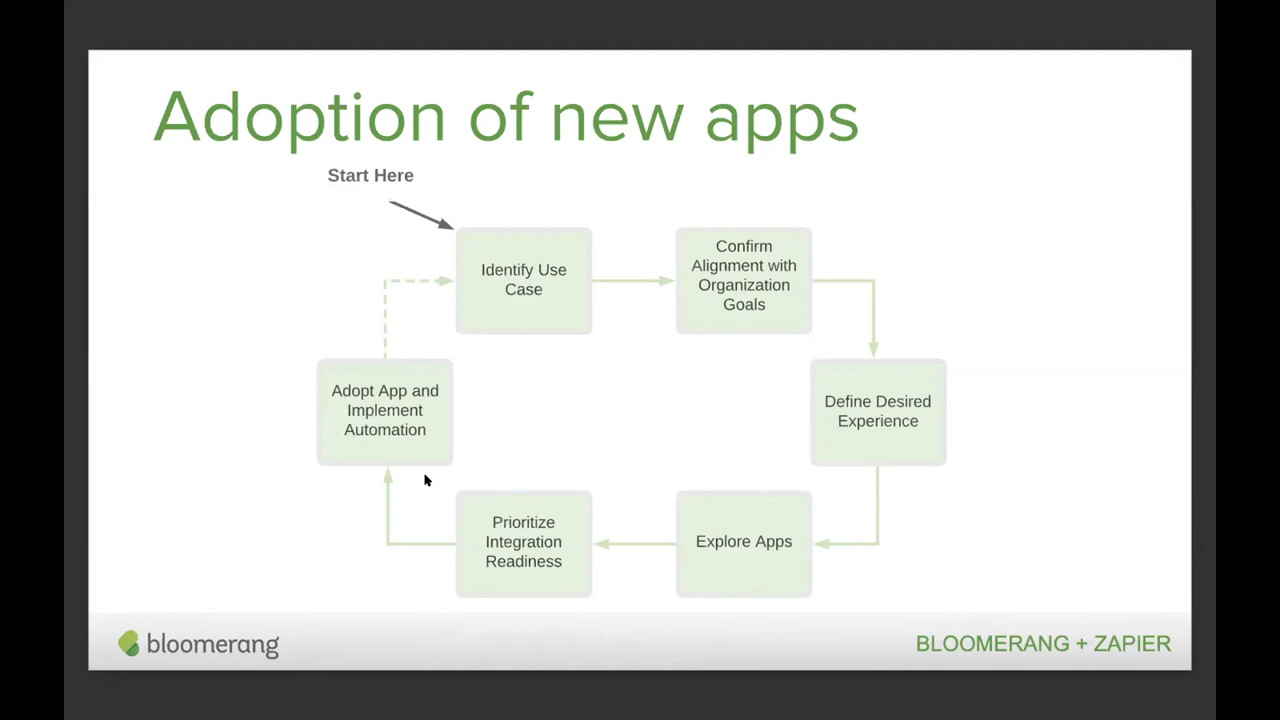 Adoption of new apps
Start Here
Identify Use
Case
Confirm
Alignment with
Organization
Goals
Define Desired
Experience
Explore Apps
Prioritize
Integration
Readiness
Adopt App and
Implement
Automation
bloomerang
BLOOMERANG + ZAPIER